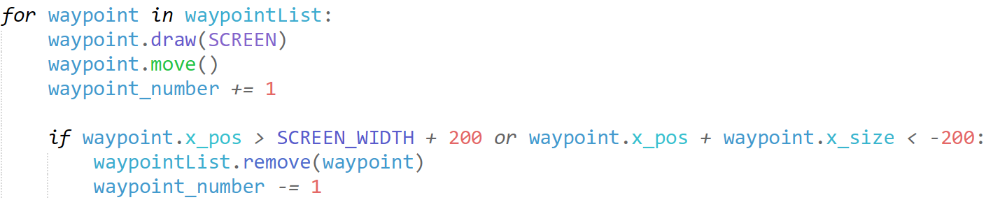 for waypoint in waypointList:
    waypoint.draw(SCREEN)
    waypoint.move()
    waypoint_number += 1

    if waypoint.x_pos > SCREEN_WIDTH + 200 or waypoint.x_pos + waypoint.x_size < -200:
        waypointList.remove(waypoint)
        waypoint_number -= 1